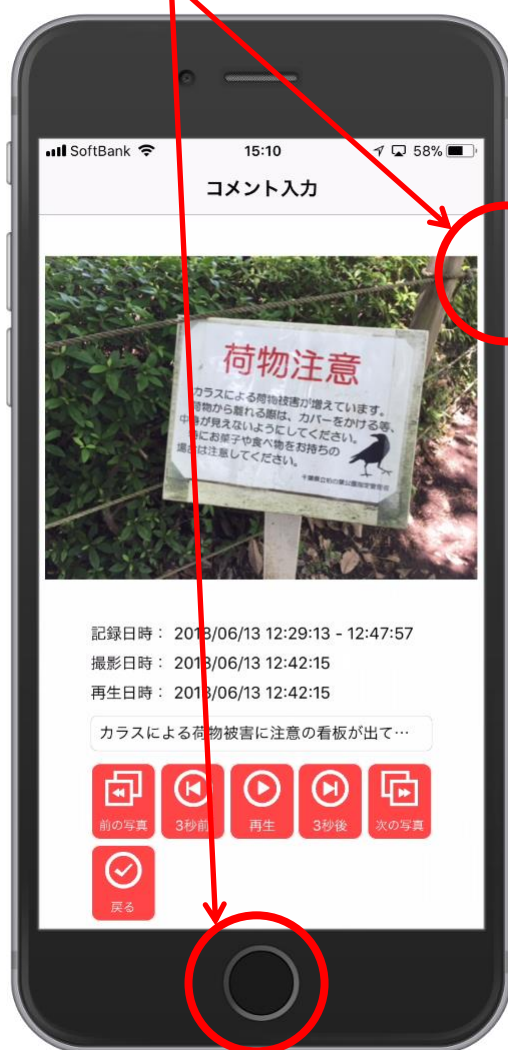 SoftBank 15:10 58%
コメント入力
荷物注意
カラスによる荷物被害が増えています。
荷物から離れる際は、カバーをかける等、
中身が見えないようにしてください。
特にお菓子や食べ物をお持ちの
場合は注意してください。
記録日時： 2018/06/13 12:29:13 - 12:47:57
撮影日時： 2018/06/13 12:42:15
再生日時： 2018/06/13 12:42:15
カラスによる荷物被害に注意の看板が出て…
前の写真 3秒前 再生 3秒後 次の写真
戻る